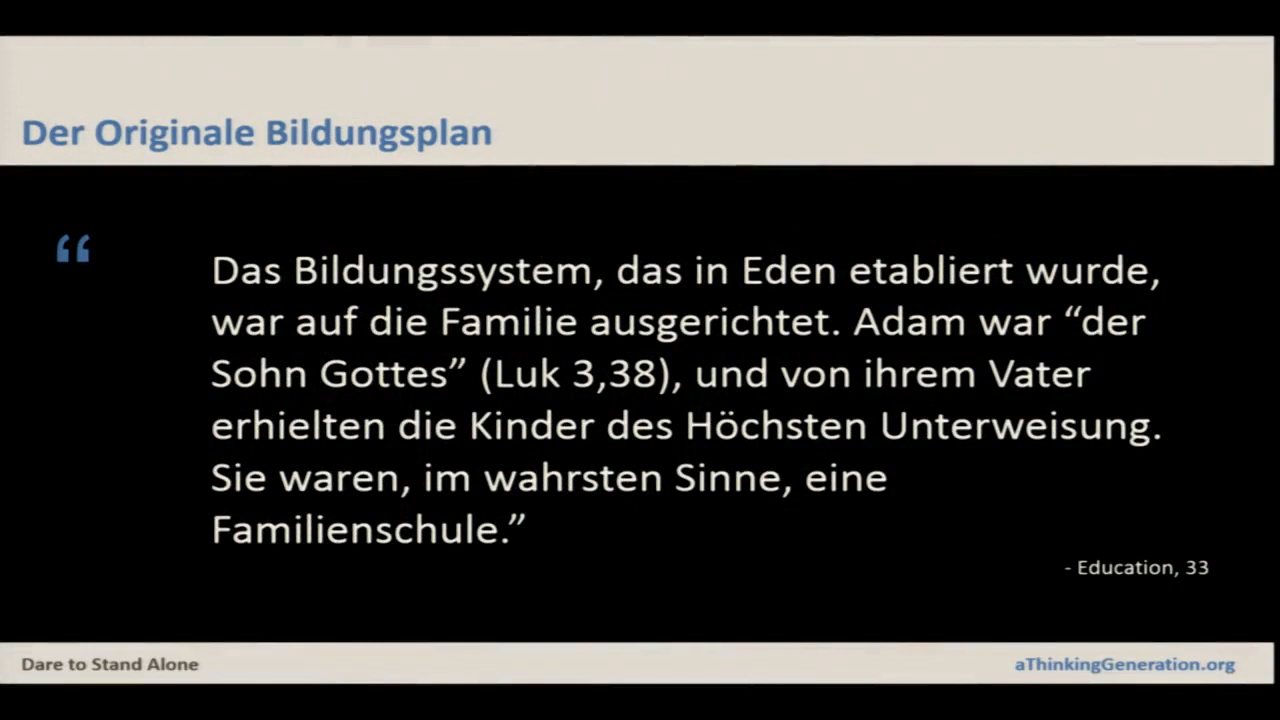 Der Originale Bildungsplan
“
Das Bildungssystem, das in Eden etabliert wurde,
war auf die Familie ausgerichtet. Adam war “der
Sohn Gottes” (Luk 3,38), und von ihrem Vater
erhielten die Kinder des Höchsten Unterweisung.
Sie waren, im wahrsten Sinne, eine
Familienschule.”
- Education, 33
Dare to Stand Alone
aThinkingGeneration.org